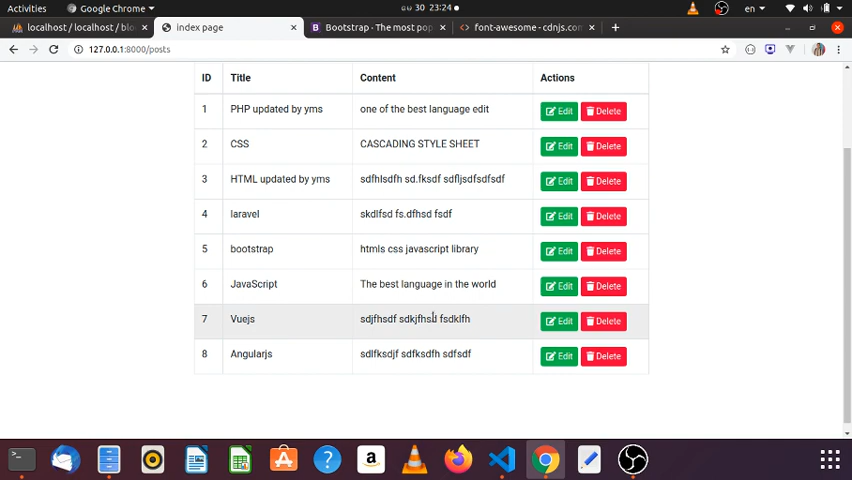 Activities Google Chrome ▾ ශුව 30 23:24 en ▾
localhost / localhost / blo index page Bootstrap · The most pop font-awesome - cdnjs.com
127.0.0.1:8000/posts
ID Title Content Actions
1 PHP updated by yms one of the best language edit Edit Delete
2 CSS CASCADING STYLE SHEET Edit Delete
3 HTML updated by yms sdfhlsdfh sd.fksdf sdfljsdfsdfsdf Edit Delete
4 laravel skdlfsd fs.dfhsd fsdf Edit Delete
5 bootstrap htmls css javascript library Edit Delete
6 JavaScript The best language in the world Edit Delete
7 Vuejs sdjfhsdf sdkjfhsd fsdklfh Edit Delete
8 Angularjs sdlfksdjf sdfksdfh sdfsdf Edit Delete